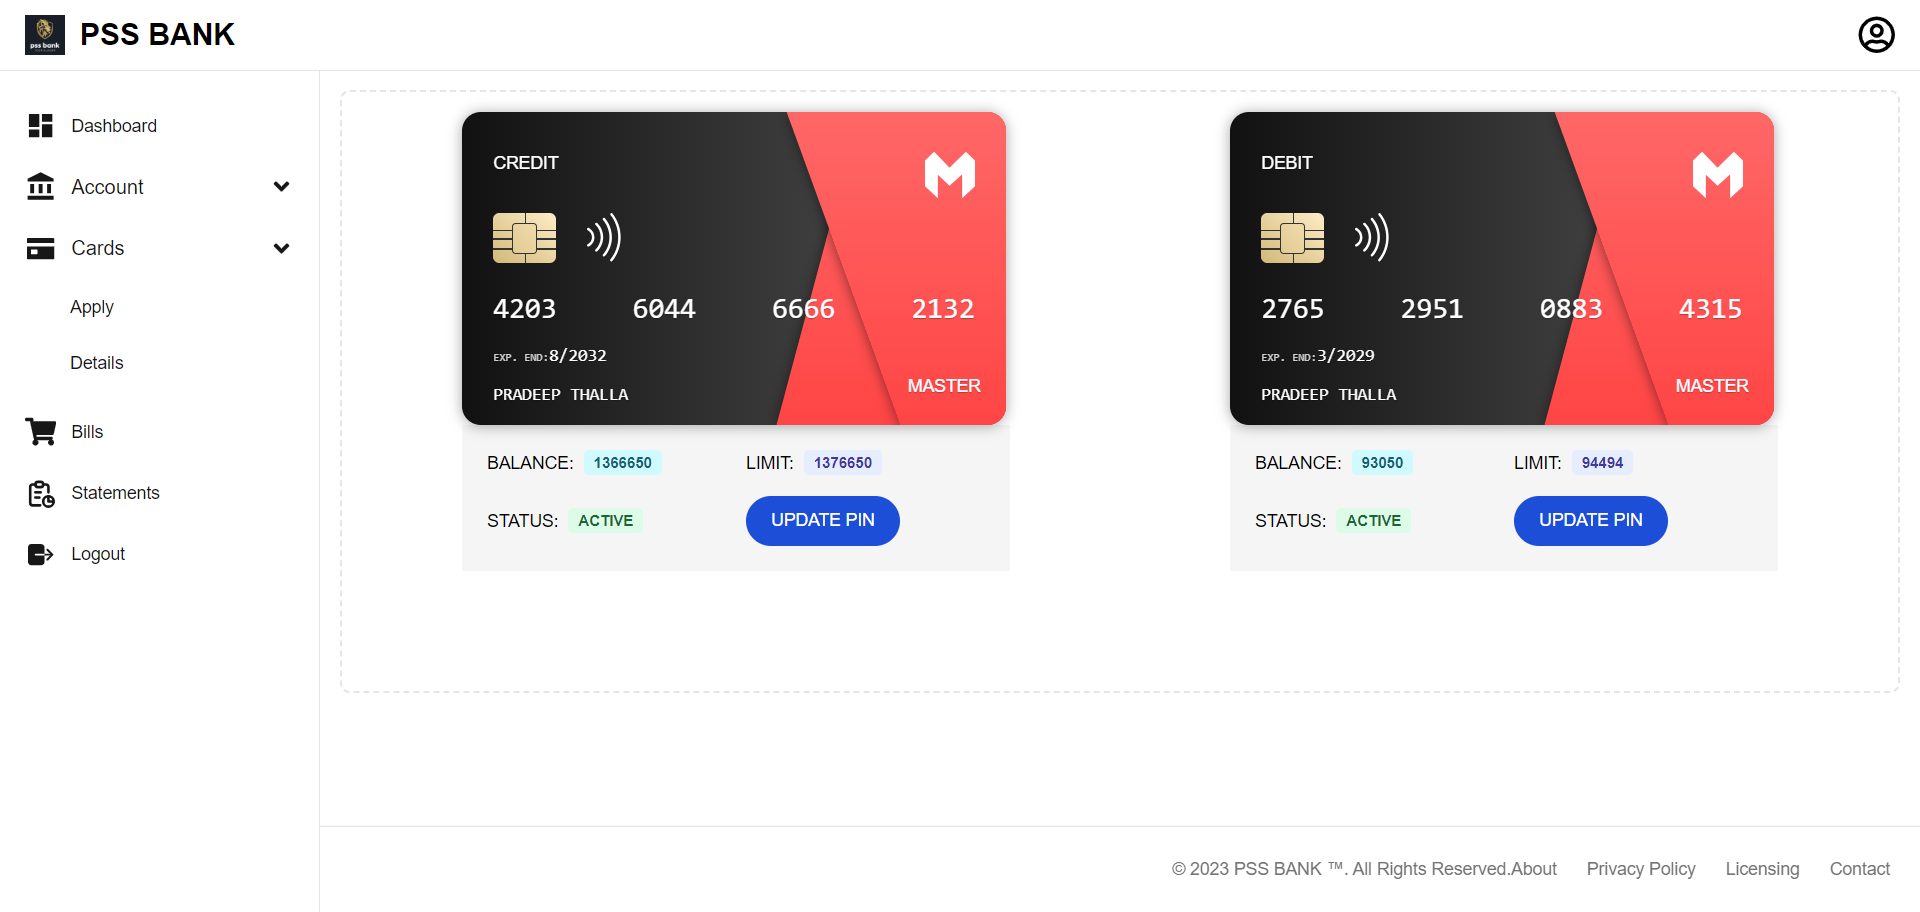 pss bank
PSS BANK
Dashboard
Account
Cards
Apply
Details
Bills
Statements
Logout
CREDIT
4203 6044 6666 2132
EXP. END:8/2032
PRADEEP THALLA
MASTER
BALANCE: 1366650 LIMIT: 1376650
STATUS: ACTIVE UPDATE PIN
DEBIT
2765 2951 0883 4315
EXP. END:3/2029
PRADEEP THALLA
MASTER
BALANCE: 93050 LIMIT: 94494
STATUS: ACTIVE UPDATE PIN
© 2023 PSS BANK ™. All Rights Reserved.About Privacy Policy Licensing Contact